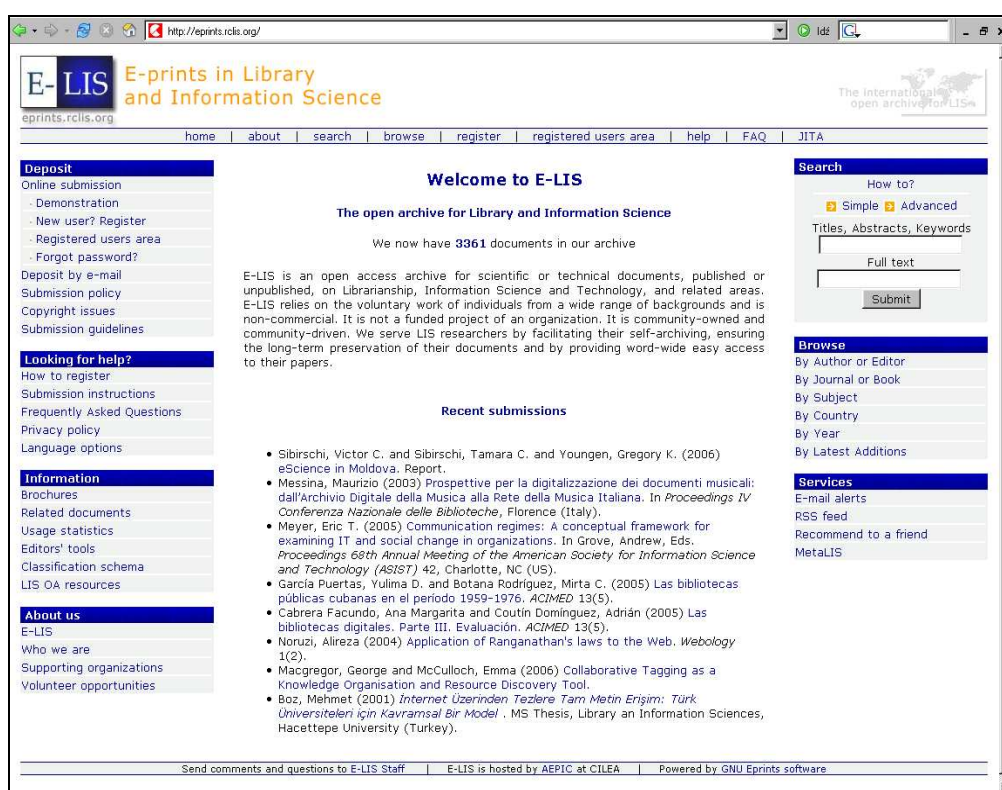 http://eprints.rclis.org/
Idź
E-LIS
eprints.rclis.org
E-prints in Library
and Information Science
The international
open archive for LIS
home | about | search | browse | register | registered users area | help | FAQ | JITA
Deposit
Online submission
- Demonstration
- New user? Register
- Registered users area
- Forgot password?
Deposit by e-mail
Submission policy
Copyright issues
Submission guidelines
Looking for help?
How to register
Submission instructions
Frequently Asked Questions
Privacy policy
Language options
Information
Brochures
Related documents
Usage statistics
Editors' tools
Classification schema
LIS OA resources
About us
E-LIS
Who we are
Supporting organizations
Volunteer opportunities
Welcome to E-LIS
The open archive for Library and Information Science
We now have 3361 documents in our archive
E-LIS is an open access archive for scientific or technical documents, published or
unpublished, on Librarianship, Information Science and Technology, and related areas.
E-LIS relies on the voluntary work of individuals from a wide range of backgrounds and is
non-commercial. It is not a funded project of an organization. It is community-owned and
community-driven. We serve LIS researchers by facilitating their self-archiving, ensuring
the long-term preservation of their documents and by providing word-wide easy access
to their papers.
Recent submissions
• Sibirschi, Victor C. and Sibirschi, Tamara C. and Youngen, Gregory K. (2006)
eScience in Moldova. Report.
• Messina, Maurizio (2003) Prospettive per la digitalizzazione dei documenti musicali:
dall'Archivio Digitale della Musica alla Rete della Musica Italiana. In Proceedings IV
Conferenza Nazionale delle Biblioteche, Florence (Italy).
• Meyer, Eric T. (2005) Communication regimes: A conceptual framework for
examining IT and social change in organizations. In Grove, Andrew, Eds.
Proceedings 68th Annual Meeting of the American Society for Information Science
and Technology (ASIST) 42, Charlotte, NC (US).
• García Puertas, Yulima D. and Botana Rodríguez, Mirta C. (2005) Las bibliotecas
públicas cubanas en el período 1959-1976. ACIMED 13(5).
• Cabrera Facundo, Ana Margarita and Coutín Domínguez, Adrián (2005) Las
bibliotecas digitales. Parte III. Evaluación. ACIMED 13(5).
• Noruzi, Alireza (2004) Application of Ranganathan's laws to the Web. Webology
1(2).
• Macgregor, George and McCulloch, Emma (2006) Collaborative Tagging as a
Knowledge Organisation and Resource Discovery Tool.
• Boz, Mehmet (2001) Internet Üzerinden Tezlere Tam Metin Erişim: Türk
Üniversiteleri için Kavramsal Bir Model . MS Thesis, Library an Information Sciences,
Hacettepe University (Turkey).
Search
How to?
Simple Advanced
Titles, Abstracts, Keywords
Full text
Submit
Browse
By Author or Editor
By Journal or Book
By Subject
By Country
By Year
By Latest Additions
Services
E-mail alerts
RSS feed
Recommend to a friend
MetaLIS
Send comments and questions to E-LIS Staff | E-LIS is hosted by AEPIC at CILEA | Powered by GNU Eprints software